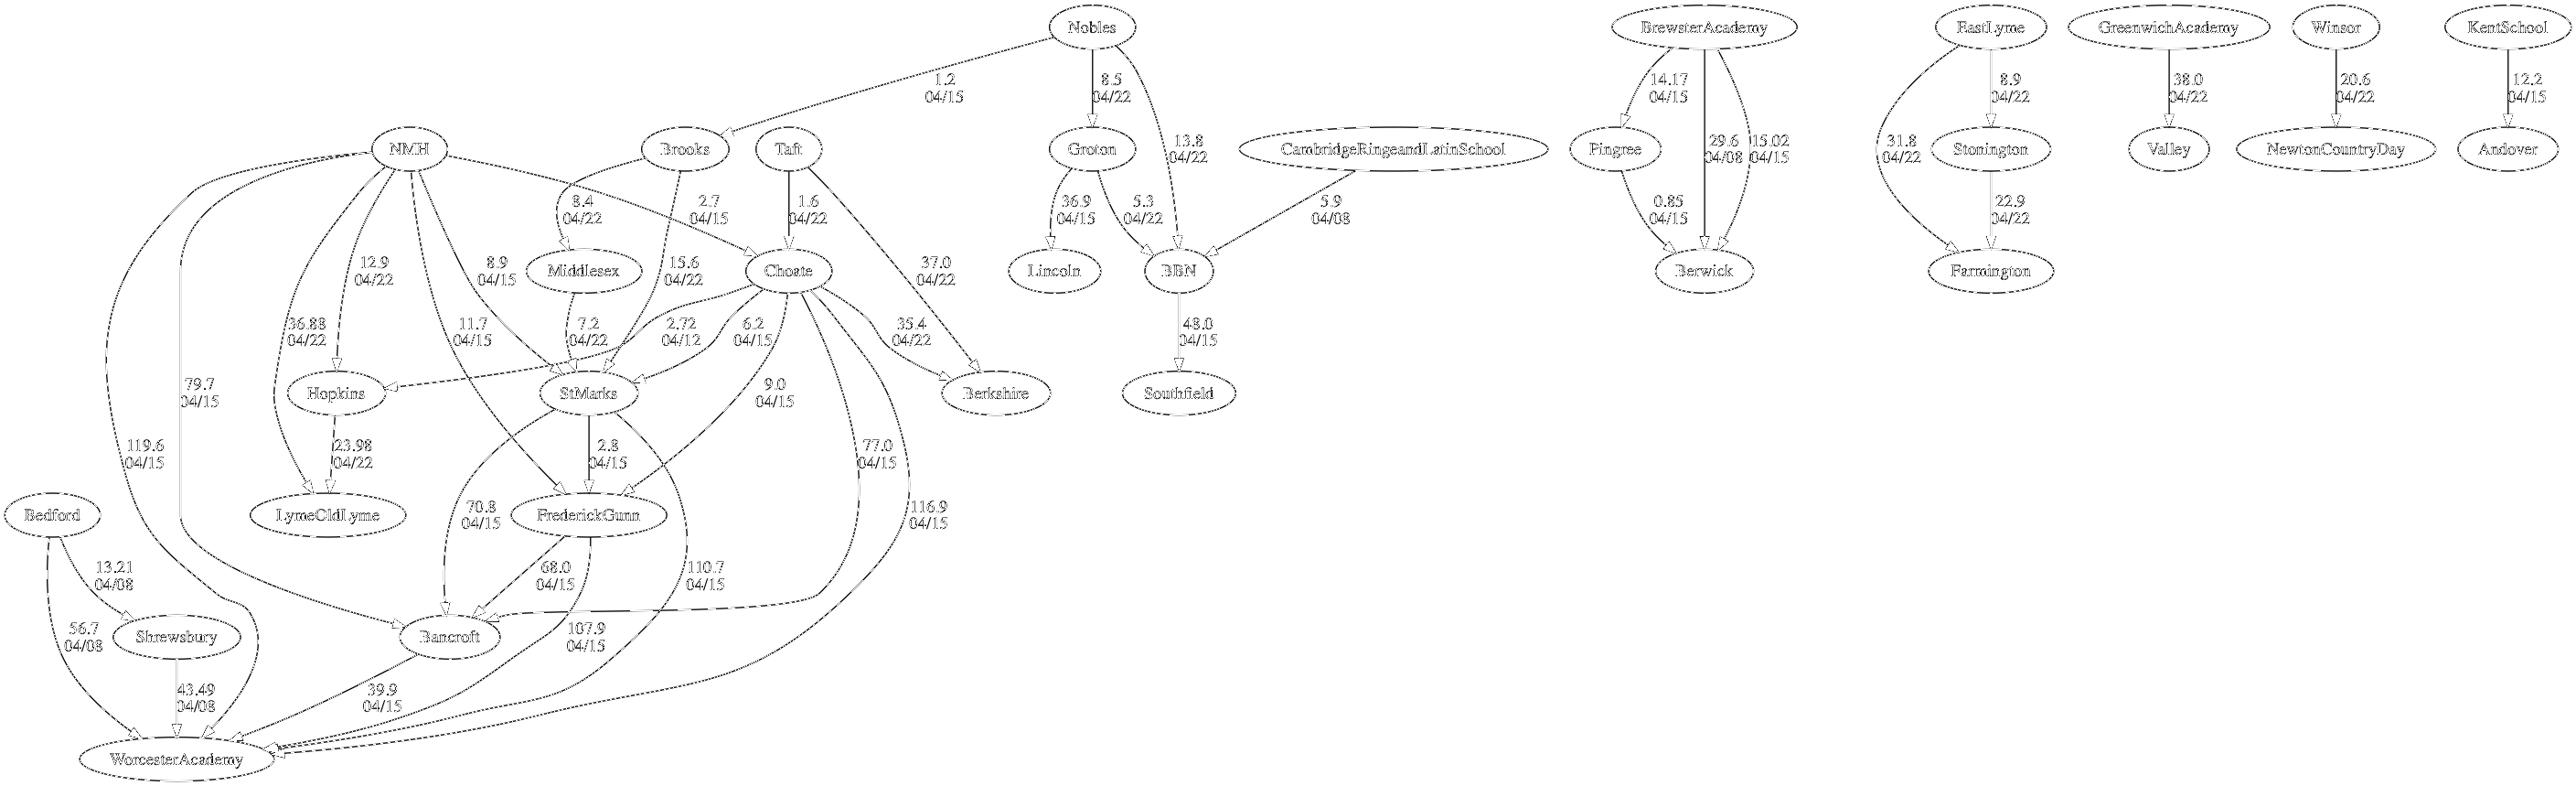 Nobles
BrewsterAcademy
EastLyme
GreenwichAcademy
Winsor
KentSchool
1.2
04/15
8.5
04/22
14.17
04/15
8.9
04/22
38.0
04/22
20.6
04/22
12.2
04/15
NMH
Brooks
Taft
Groton
13.8
04/22
CambridgeRingeandLatinSchool
Pingree
29.6
04/08
15.02
04/15
31.8
04/22
Stonington
Valley
NewtonCountryDay
Andover
8.4
04/22
2.7
04/15
1.6
04/22
36.9
04/15
5.3
04/22
5.9
04/08
0.85
04/15
22.9
04/22
12.9
04/22
8.9
04/15
Middlesex
15.6
04/22
Choate
37.0
04/22
Lincoln
BBN
Berwick
Farmington
36.88
04/22
11.7
04/15
7.2
04/22
2.72
04/12
6.2
04/15
35.4
04/22
48.0
04/15
79.7
04/15
Hopkins
StMarks
9.0
04/15
Berkshire
Southfield
119.6
04/15
23.98
04/22
2.8
04/15
77.0
04/15
Bedford
LymeOldLyme
70.8
04/15
FrederickGunn
116.9
04/15
13.21
04/08
68.0
04/15
110.7
04/15
56.7
04/08
Shrewsbury
Bancroft
107.9
04/15
43.49
04/08
39.9
04/15
WorcesterAcademy